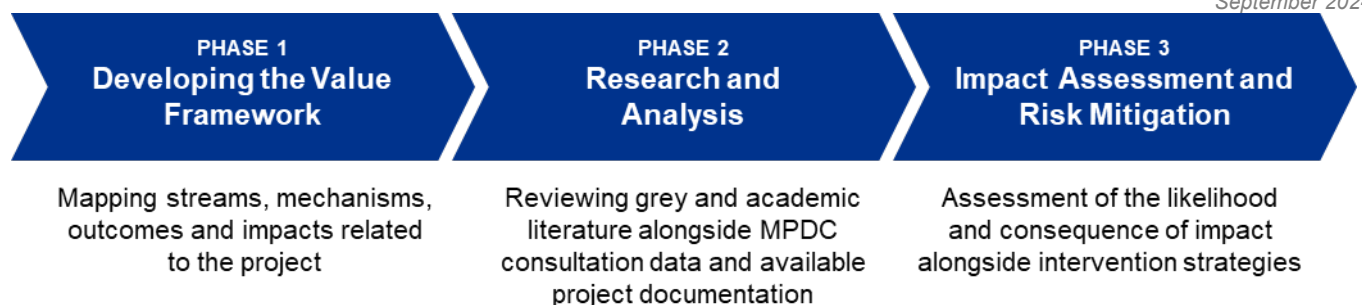 September 202
PHASE 1
Developing the Value
Framework
Mapping streams, mechanisms,
outcomes and impacts related
to the project
PHASE 2
Research and
Analysis
Reviewing grey and academic
literature alongside MPDC
consultation data and available
project documentation
PHASE 3
Impact Assessment and
Risk Mitigation
Assessment of the likelihood
and consequence of impact
alongside intervention strategies